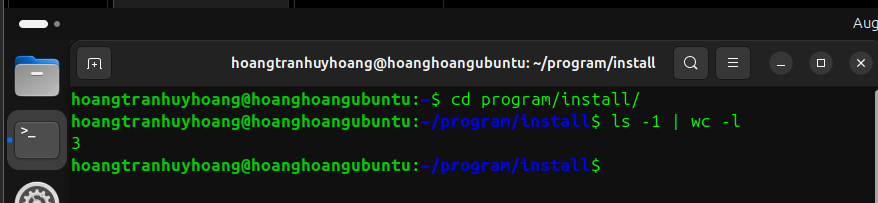 Aug
hoangtranhuyhoang@hoanghoangubuntu: ~/program/install
>_
hoangtranhuyhoang@hoanghoangubuntu:~$ cd program/install/
hoangtranhuyhoang@hoanghoangubuntu:~/program/install$ ls -1 | wc -l
3
hoangtranhuyhoang@hoanghoangubuntu:~/program/install$